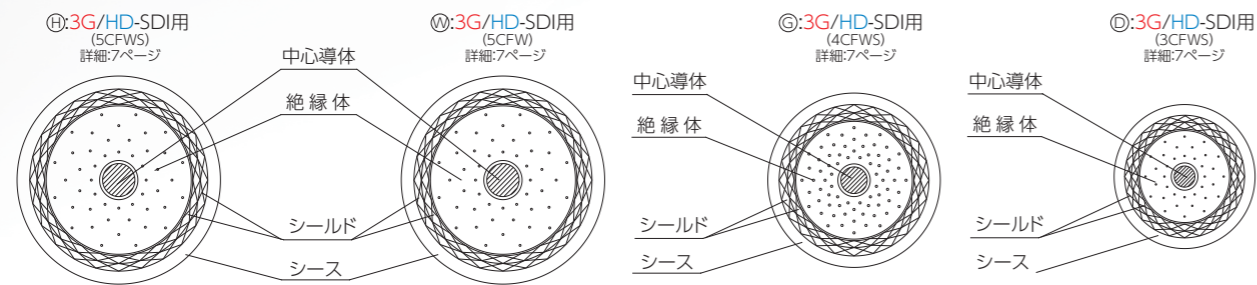 Ⓗ:3G/HD-SDI用
(5CFWS)
詳細:7ページ
Ⓦ:3G/HD-SDI用
(5CFW)
詳細:7ページ
中心導体
絶縁体
シールド
シース
Ⓖ:3G/HD-SDI用
(4CFWS)
詳細:7ページ
中心導体
絶縁体
シールド
シース
Ⓓ:3G/HD-SDI用
(3CFWS)
詳細:7ページ
中心導体
絶縁体
シールド
シース